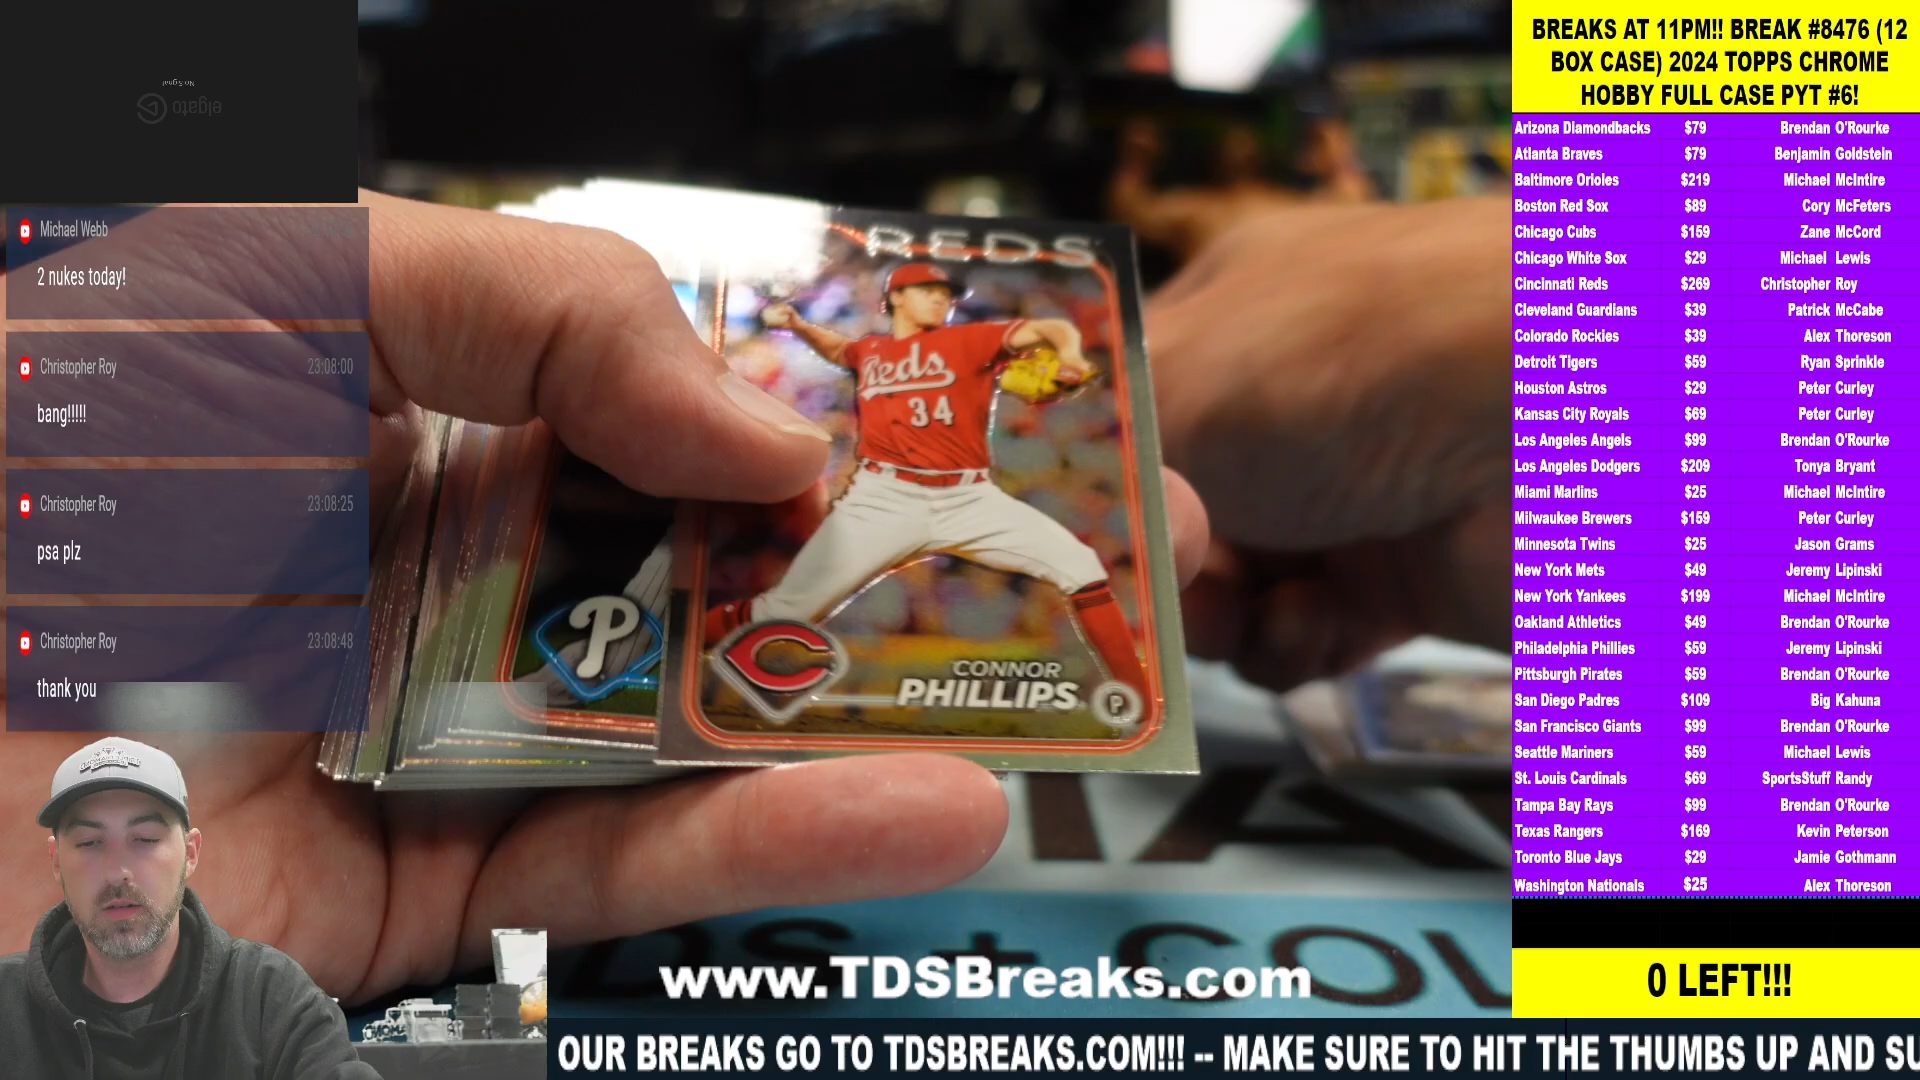 No Signal
elgato
Michael Webb
2 nukes today!
Christopher Roy 23:08:00
bang!!!!!
Christopher Roy 23:08:25
psa plz
Christopher Roy 23:08:48
thank you
REDS
Reds
34
P
C
CONNOR
PHILLIPS P
www.TDSBreaks.com
OUR BREAKS GO TO TDSBREAKS.COM!!! -- MAKE SURE TO HIT THE THUMBS UP AND SU
BREAKS AT 11PM!! BREAK #8476 (12
BOX CASE) 2024 TOPPS CHROME
HOBBY FULL CASE PYT #6!
Arizona Diamondbacks $79 Brendan O'Rourke
Atlanta Braves $79 Benjamin Goldstein
Baltimore Orioles $219 Michael McIntire
Boston Red Sox $89 Cory McFeters
Chicago Cubs $159 Zane McCord
Chicago White Sox $29 Michael Lewis
Cincinnati Reds $269 Christopher Roy
Cleveland Guardians $39 Patrick McCabe
Colorado Rockies $39 Alex Thoreson
Detroit Tigers $59 Ryan Sprinkle
Houston Astros $29 Peter Curley
Kansas City Royals $69 Peter Curley
Los Angeles Angels $99 Brendan O'Rourke
Los Angeles Dodgers $209 Tonya Bryant
Miami Marlins $25 Michael McIntire
Milwaukee Brewers $159 Peter Curley
Minnesota Twins $25 Jason Grams
New York Mets $49 Jeremy Lipinski
New York Yankees $199 Michael McIntire
Oakland Athletics $49 Brendan O'Rourke
Philadelphia Phillies $59 Jeremy Lipinski
Pittsburgh Pirates $59 Brendan O'Rourke
San Diego Padres $109 Big Kahuna
San Francisco Giants $99 Brendan O'Rourke
Seattle Mariners $59 Michael Lewis
St. Louis Cardinals $69 SportsStuff Randy
Tampa Bay Rays $99 Brendan O'Rourke
Texas Rangers $169 Kevin Peterson
Toronto Blue Jays $29 Jamie Gothmann
Washington Nationals $25 Alex Thoreson
0 LEFT!!!